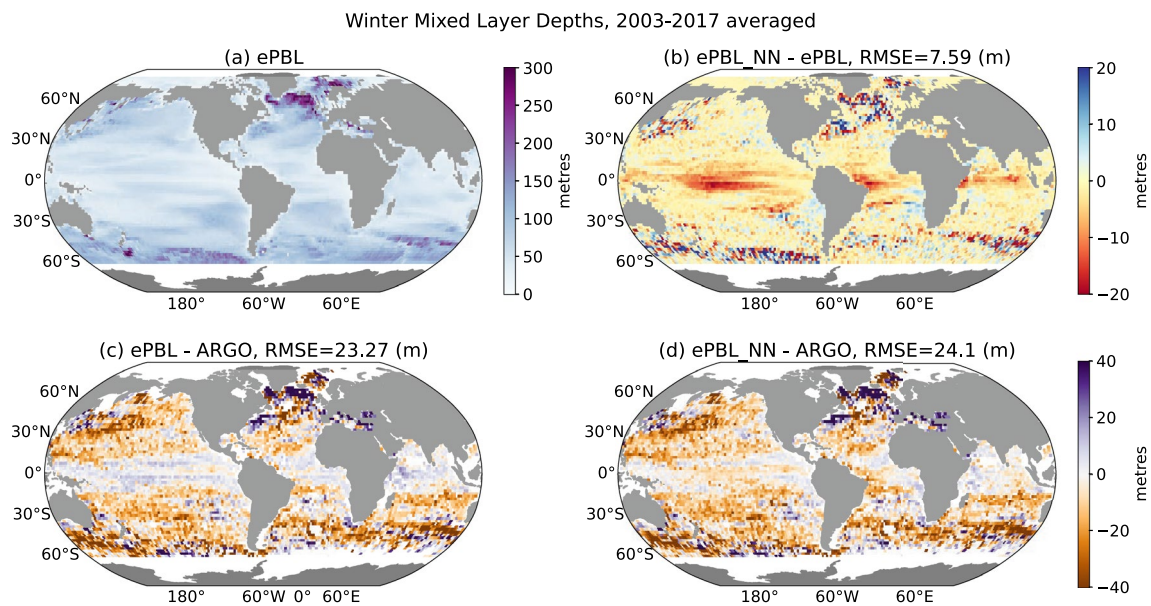 Winter Mixed Layer Depths, 2003-2017 averaged
(a) ePBL
60°N
30°N
0°
30°S
60°S
180° 60°W 60°E
300
250
200
150
100
50
0
metres
(b) ePBL_NN - ePBL, RMSE=7.59 (m)
60°N
30°N
0°
30°S
60°S
180° 60°W 60°E
20
10
0
−10
−20
metres
(c) ePBL - ARGO, RMSE=23.27 (m)
60°N
30°N
0°
30°S
60°S
180° 60°W 0° 60°E
(d) ePBL_NN - ARGO, RMSE=24.1 (m)
60°N
30°N
0°
30°S
60°S
180° 60°W 60°E
40
20
0
−20
−40
metres